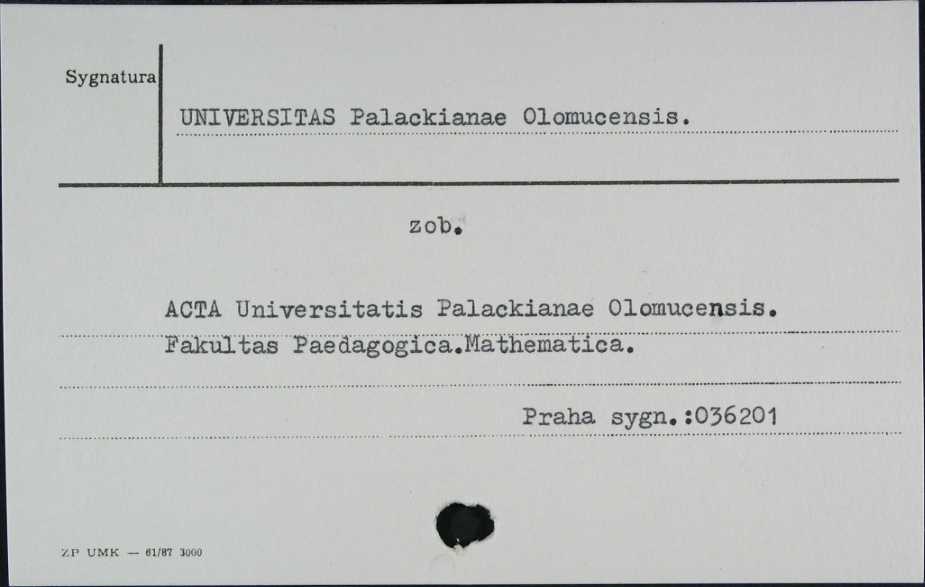 Sygnatura
UNIVERSITAS Palackianae Olomucensis.
zob.
ACTA Universitatis Palackianae Olomucensis.
Fakultas Paedagogica.Mathematica.
Praha sygn.:036201
ZP UMK — 61/87 3000